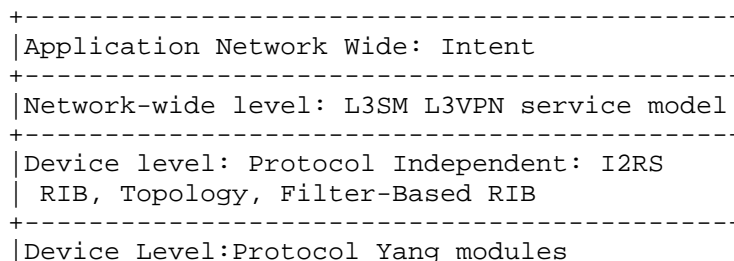 +---------------------------------------------
|Application Network Wide: Intent
+---------------------------------------------
|Network-wide level: L3SM L3VPN service model
+---------------------------------------------
|Device level: Protocol Independent: I2RS
| RIB, Topology, Filter-Based RIB
+---------------------------------------------
|Device Level:Protocol Yang modules